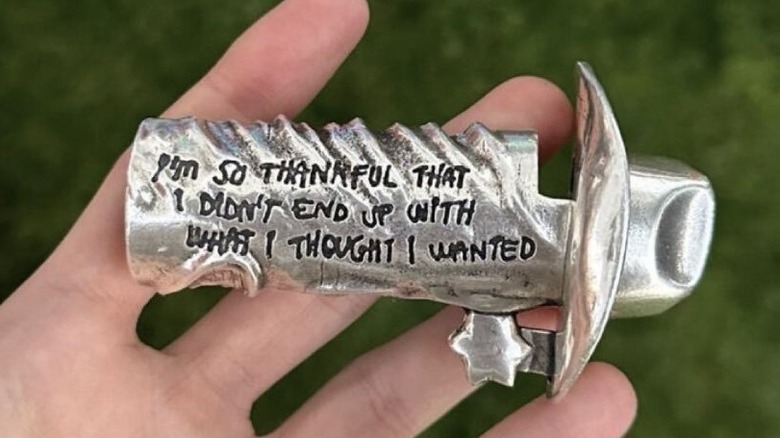 I'M SO THANKFUL THAT
I DIDN'T END UP WITH
WHAT I THOUGHT I WANTED